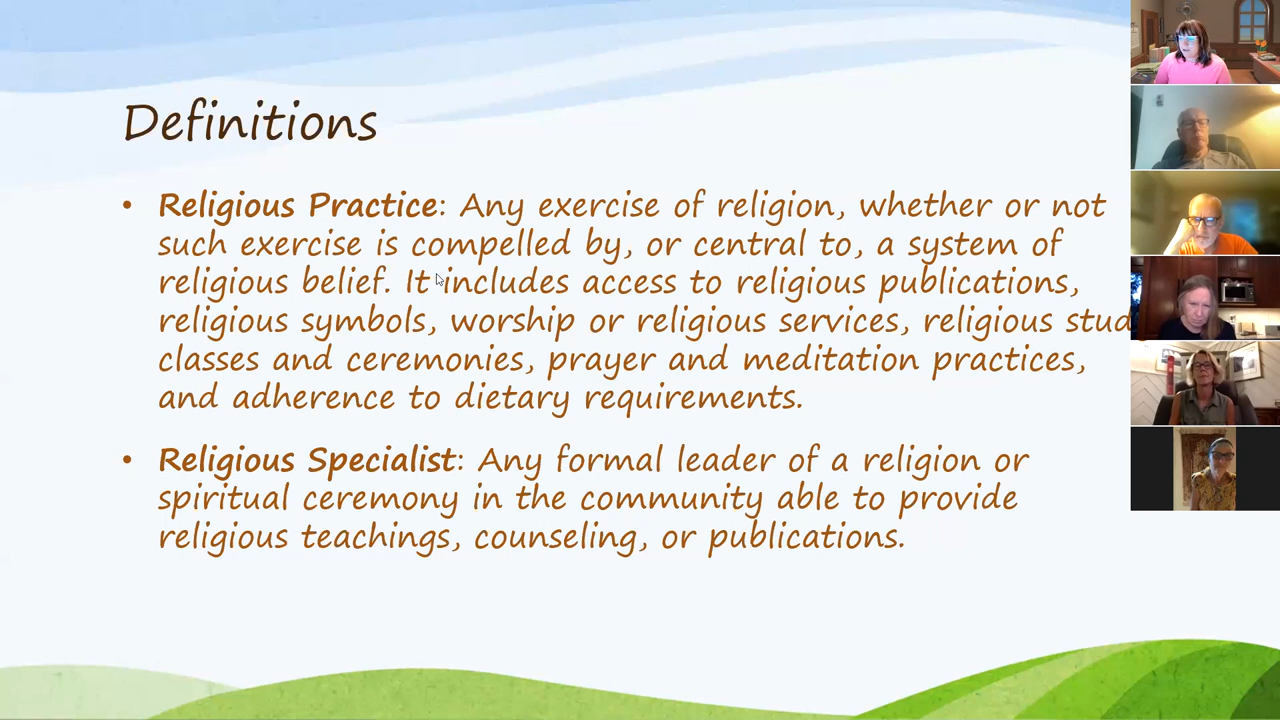 Definitions
• Religious Practice: Any exercise of religion, whether or not
such exercise is compelled by, or central to, a system of
religious belief. It includes access to religious publications,
religious symbols, worship or religious services, religious stud
classes and ceremonies, prayer and meditation practices,
and adherence to dietary requirements.
• Religious Specialist: Any formal leader of a religion or
spiritual ceremony in the community able to provide
religious teachings, counseling, or publications.